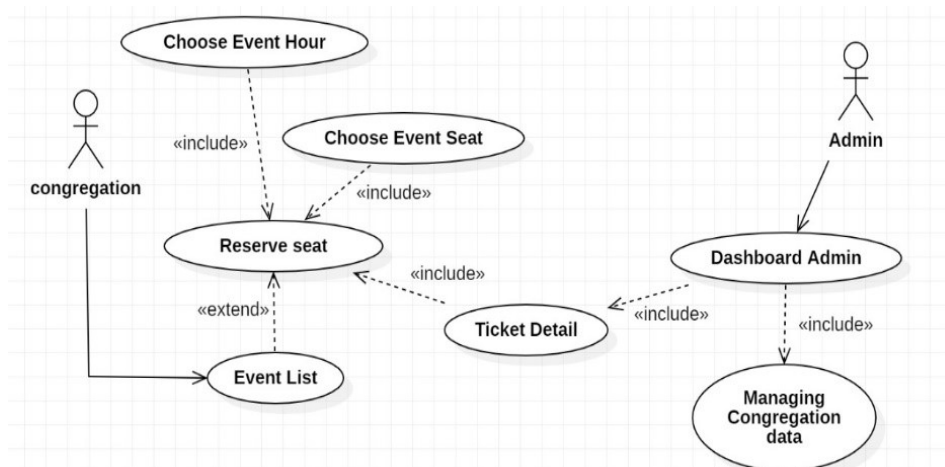 Choose Event Hour
Choose Event Seat
«include»
Admin
congregation
«include»
Reserve seat
Dashboard Admin
«include»
«extend»
«include»
«include»
Ticket Detail
Event List
Managing
Congregation
data